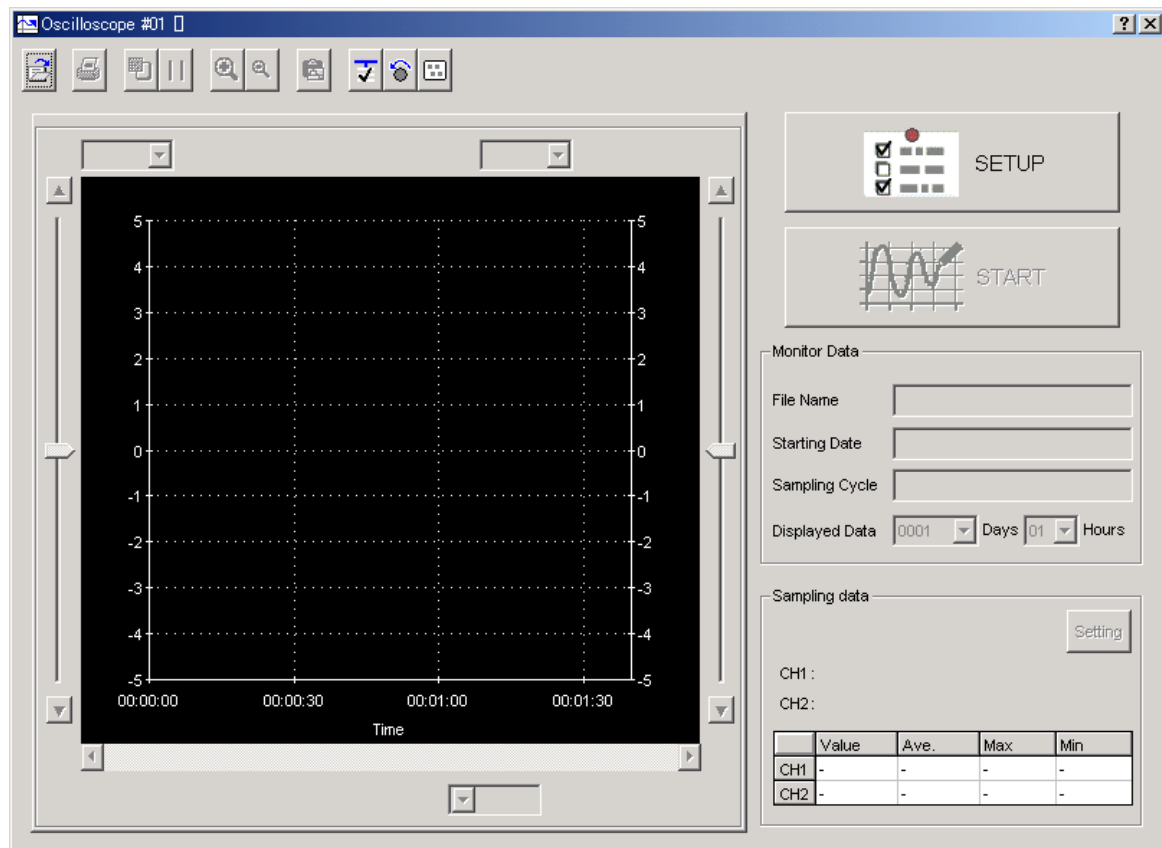 Oscilloscope #01 []
SETUP
START
5 5
4 4
3 3
2 2
1 1
0 0
-1 -1
-2 -2
-3 -3
-4 -4
-5 -5
00:00:00 00:00:30 00:01:00 00:01:30
Time
Monitor Data
File Name
Starting Date
Sampling Cycle
Displayed Data 0001 Days 01 Hours
Sampling data
Setting
CH1 :
CH2 :
Value Ave. Max Min
CH1 - - - -
CH2 - - - -